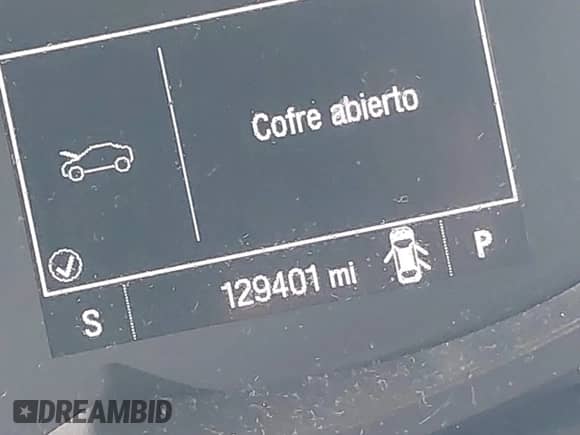 Cofre abierto
S
129401 mi
P
DREAMBID